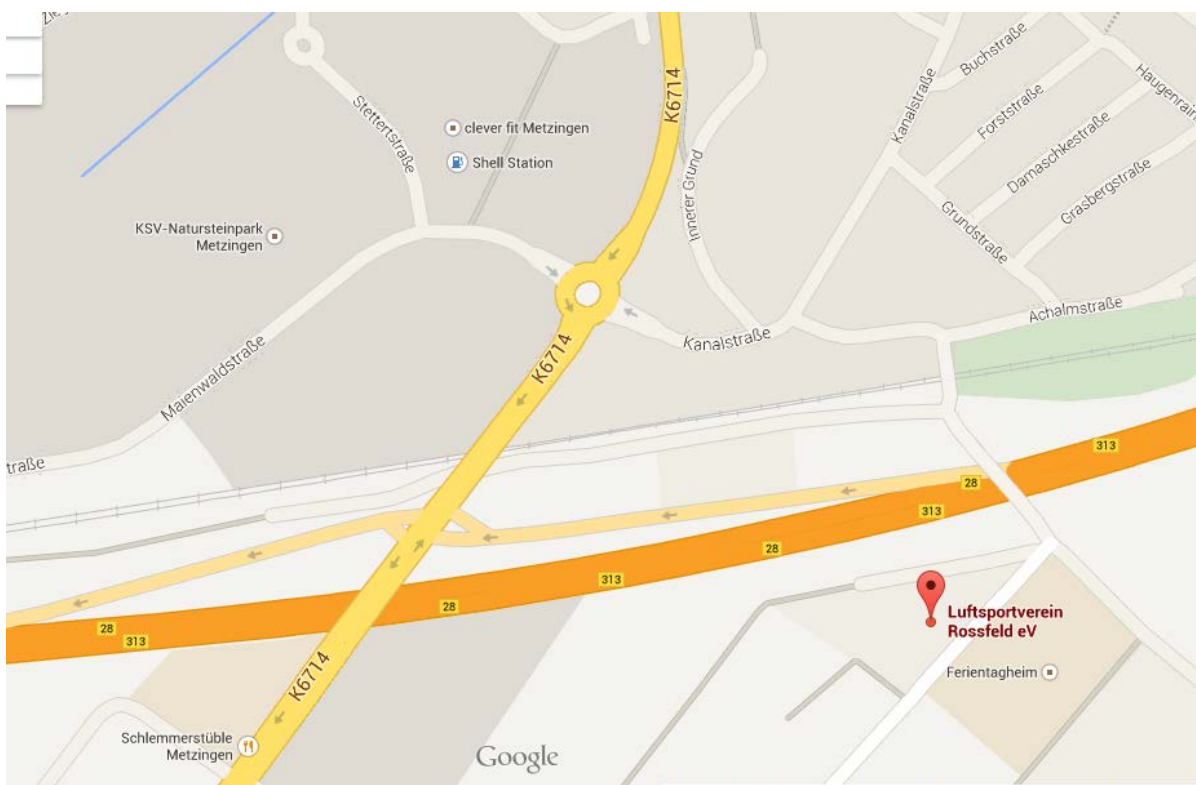 Zieg
K6714
clever fit Metzingen
Shell Station
Stettertstraße
KSV-Natursteinpark
Metzingen
Maienwaldstraße
traße
Innerer Grund
Kanalstraße
Buchstraße
Forststraße
Haugenrain
Damaschkestraße
Grasbergstraße
Grundstraße
Achalmstraße
Kanalstraße
K6714
313
28
313
28
313
28
28
313
K6714
Luftsportverein
Rossfeld eV
Ferientagheim
Schlemmerstüble
Metzingen
Google